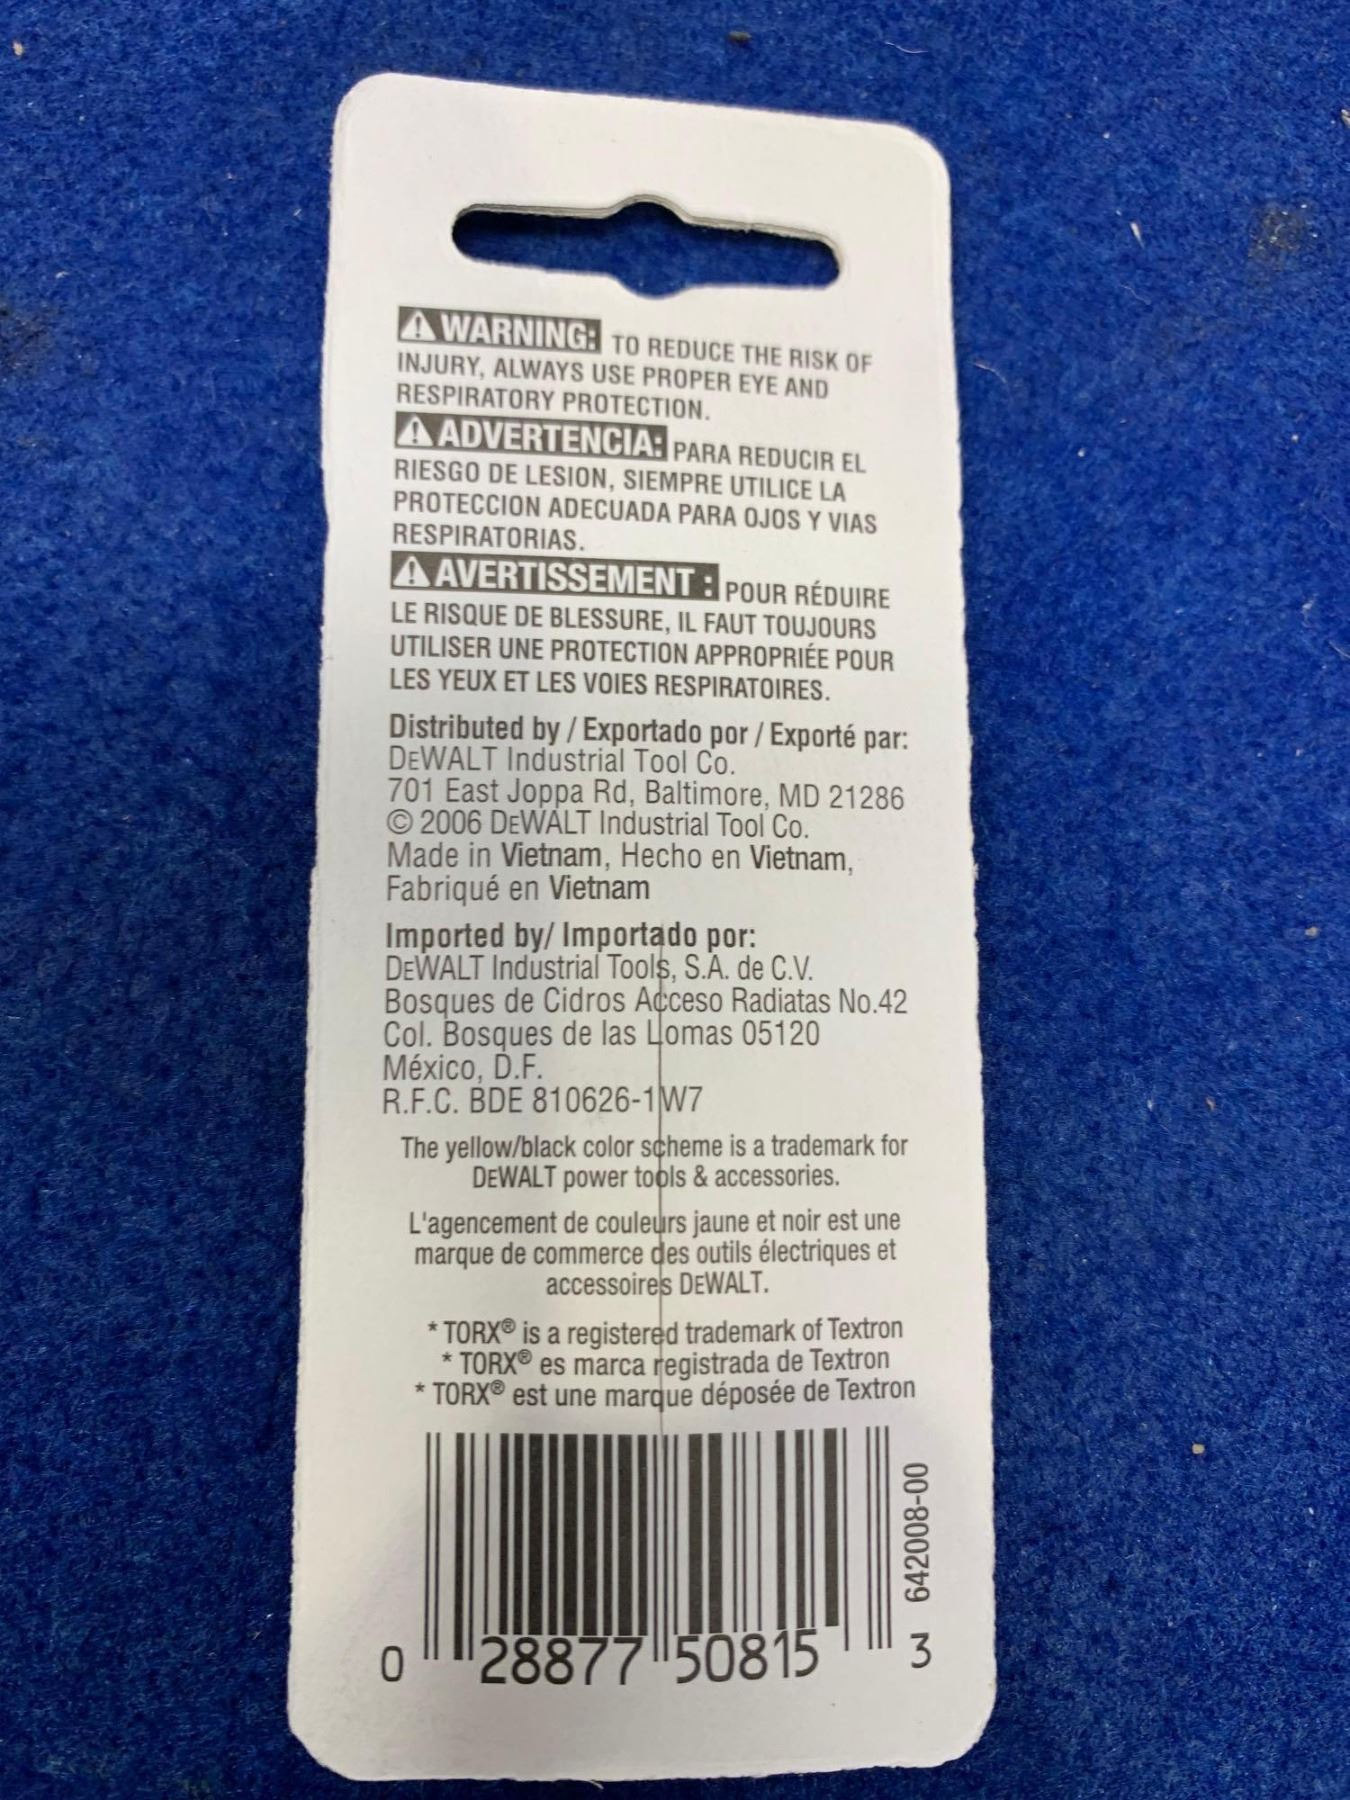 WARNING: TO REDUCE THE RISK OF
INJURY, ALWAYS USE PROPER EYE AND
RESPIRATORY PROTECTION.
ADVERTENCIA: PARA REDUCIR EL
RIESGO DE LESION, SIEMPRE UTILICE LA
PROTECCION ADECUADA PARA OJOS Y VIAS
RESPIRATORIAS.
AVERTISSEMENT : POUR RÉDUIRE
LE RISQUE DE BLESSURE, IL FAUT TOUJOURS
UTILISER UNE PROTECTION APPROPRIÉE POUR
LES YEUX ET LES VOIES RESPIRATOIRES.
Distributed by / Exportado por / Exporté par:
DEWALT Industrial Tool Co.
701 East Joppa Rd, Baltimore, MD 21286
© 2006 DEWALT Industrial Tool Co.
Made in Vietnam, Hecho en Vietnam,
Fabriqué en Vietnam
Imported by/ Importado por:
DEWALT Industrial Tools, S.A. de C.V.
Bosques de Cidros Acceso Radiatas No.42
Col. Bosques de las Lomas 05120
México, D.F.
R.F.C. BDE 810626-1W7
The yellow/black color scheme is a trademark for
DEWALT power tools & accessories.
L'agencement de couleurs jaune et noir est une
marque de commerce des outils électriques et
accessoires DEWALT.
* TORX® is a registered trademark of Textron
* TORX® es marca registrada de Textron
* TORX® est une marque déposée de Textron
642008-00
0 28877 50815 3